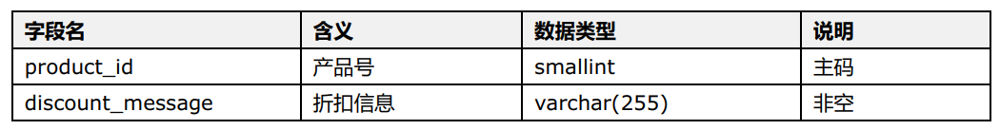 字段名 含义 数据类型 说明
product_id 产品号 smallint 主码
discount_message 折扣信息 varchar(255) 非空